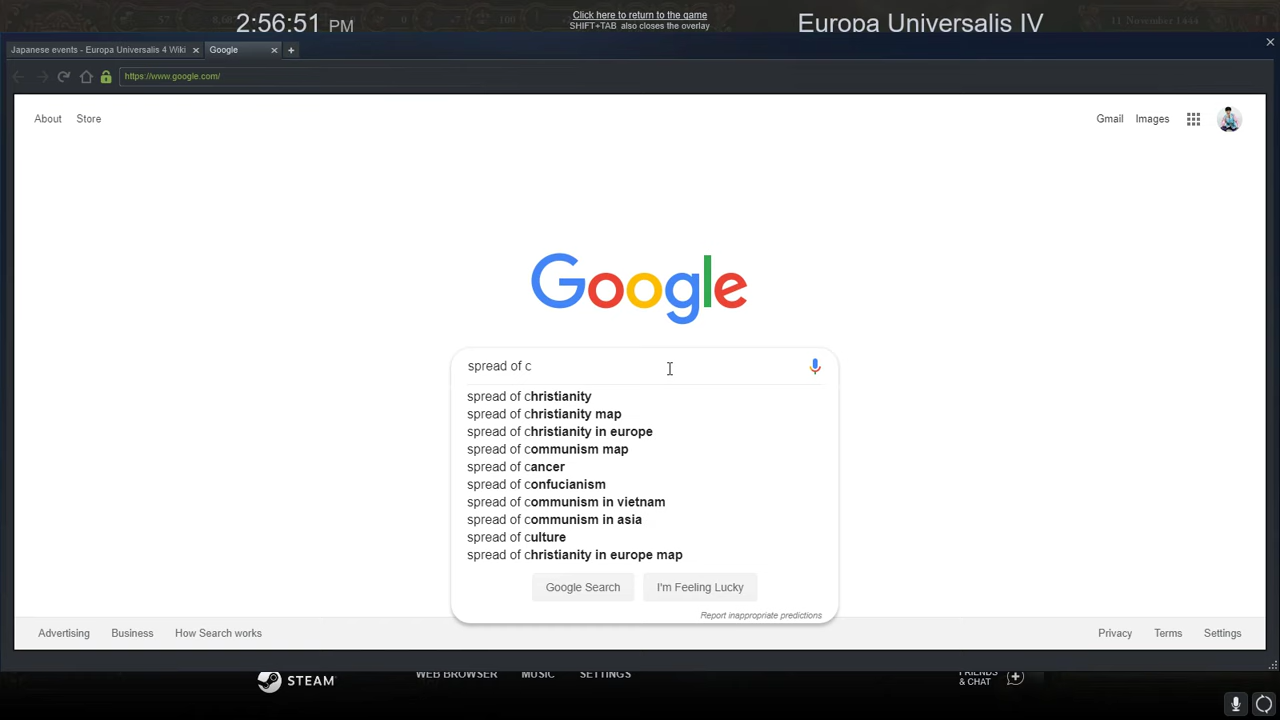 57
100
2:56:51 PM
Click here to return to the game
SHIFT+TAB also closes the overlay
Europa Universalis IV
11 November 1444
Japanese events - Europa Universalis 4 Wiki
Google
https://www.google.com/
About
Store
Gmail
Images
Google
spread of c
spread of christianity
spread of christianity map
spread of christianity in europe
spread of communism map
spread of cancer
spread of confucianism
spread of communism in vietnam
spread of communism in asia
spread of culture
spread of christianity in europe map
Google Search
I'm Feeling Lucky
Report inappropriate predictions
Advertising
Business
How Search works
Privacy
Terms
Settings
STEAM
WEB BROWSER
MUSIC
SETTINGS
FRIENDS
& CHAT